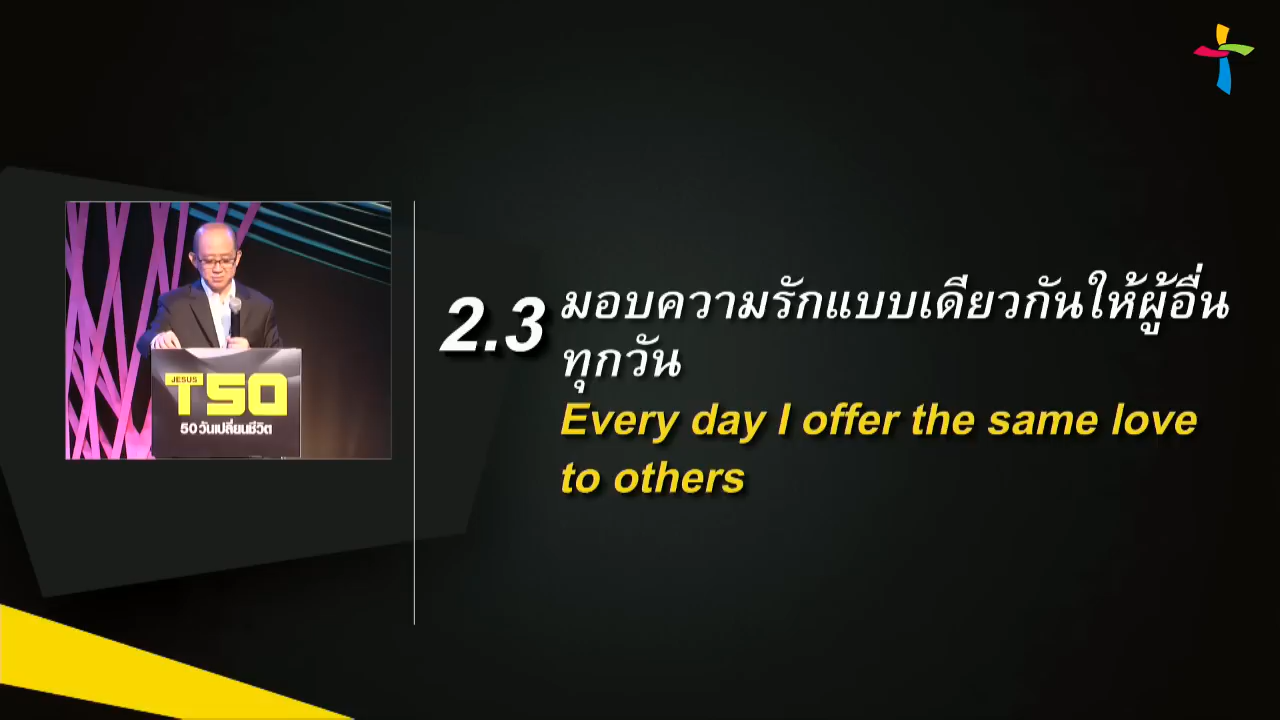 JESUS
T50
50 วันเปลี่ยนชีวิต
2.3
มอบความรักแบบเดียวกันให้ผู้อื่น
ทุกวัน
Every day I offer the same love
to others